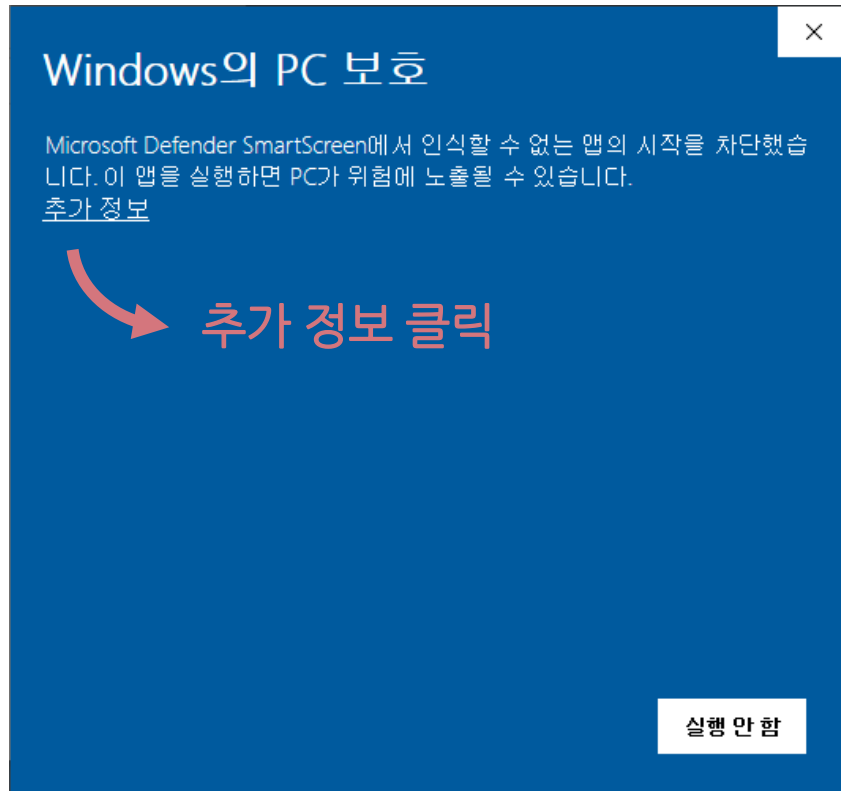 Windows의 PC 보호
Microsoft Defender SmartScreen에서 인식할 수 없는 앱의 시작을 차단했습
니다. 이 앱을 실행하면 PC가 위험에 노출될 수 있습니다.
추가 정보
추가 정보 클릭
실행 안 함